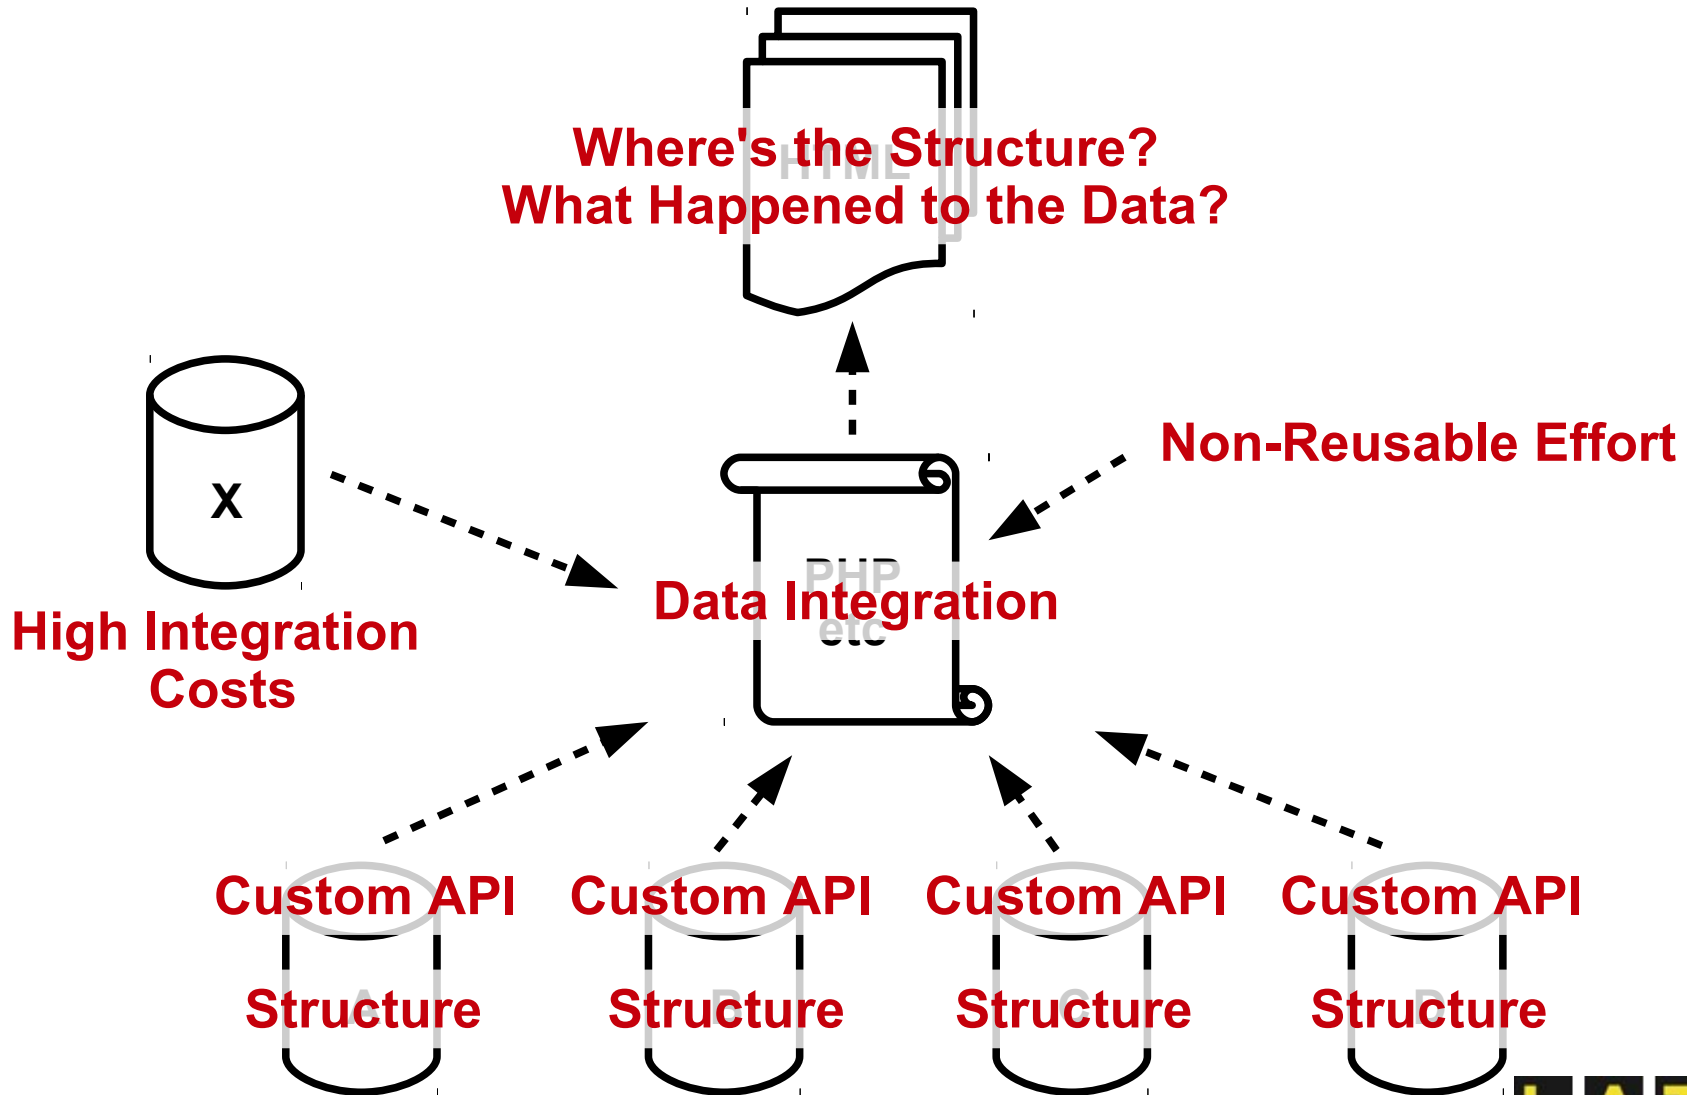 HTML
Where's the Structure?
What Happened to the Data?
X
High Integration
Costs
Non-Reusable Effort
PHP
Data Integration
etc
Custom API Custom API Custom API Custom API
A B C D
Structure Structure Structure Structure